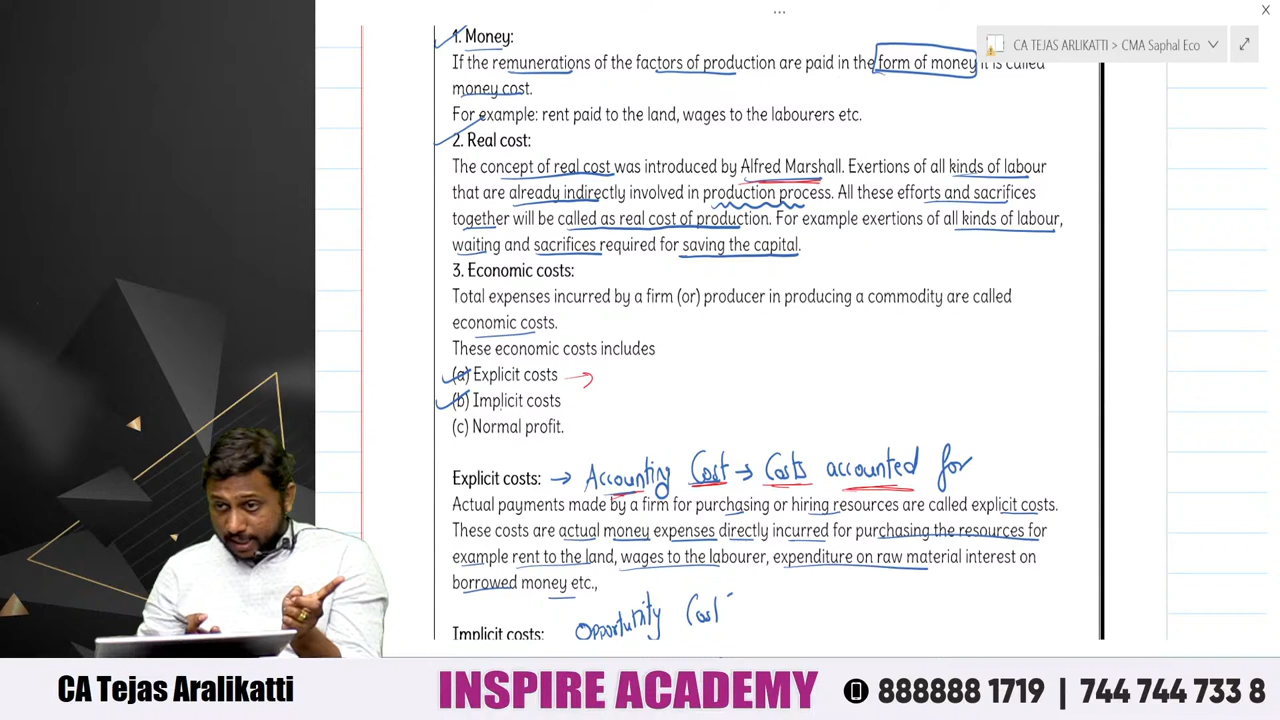 ...
X
CA TEJAS ARLIKATTI > CMA Saphal Eco
1. Money:
If the remunerations of the factors of production are paid in the form of money it is called
money cost.
For example: rent paid to the land, wages to the labourers etc.
2. Real cost:
The concept of real cost was introduced by Alfred Marshall. Exertions of all kinds of labour
that are already indirectly involved in production process. All these efforts and sacrifices
together will be called as real cost of production. For example exertions of all kinds of labour,
waiting and sacrifices required for saving the capital.
3. Economic costs:
Total expenses incurred by a firm (or) producer in producing a commodity are called
economic costs.
These economic costs includes
(a) Explicit costs →
(b) Implicit costs
(c) Normal profit.
Explicit costs: → Accounting Cost → Costs accounted for
Actual payments made by a firm for purchasing or hiring resources are called explicit costs.
These costs are actual money expenses directly incurred for purchasing the resources for
example rent to the land, wages to the labourer, expenditure on raw material interest on
borrowed money etc.,
Implicit costs: Opportunity Cost
CA Tejas Aralikatti INSPIRE ACADEMY 888888 1719 | 744 744 733 8